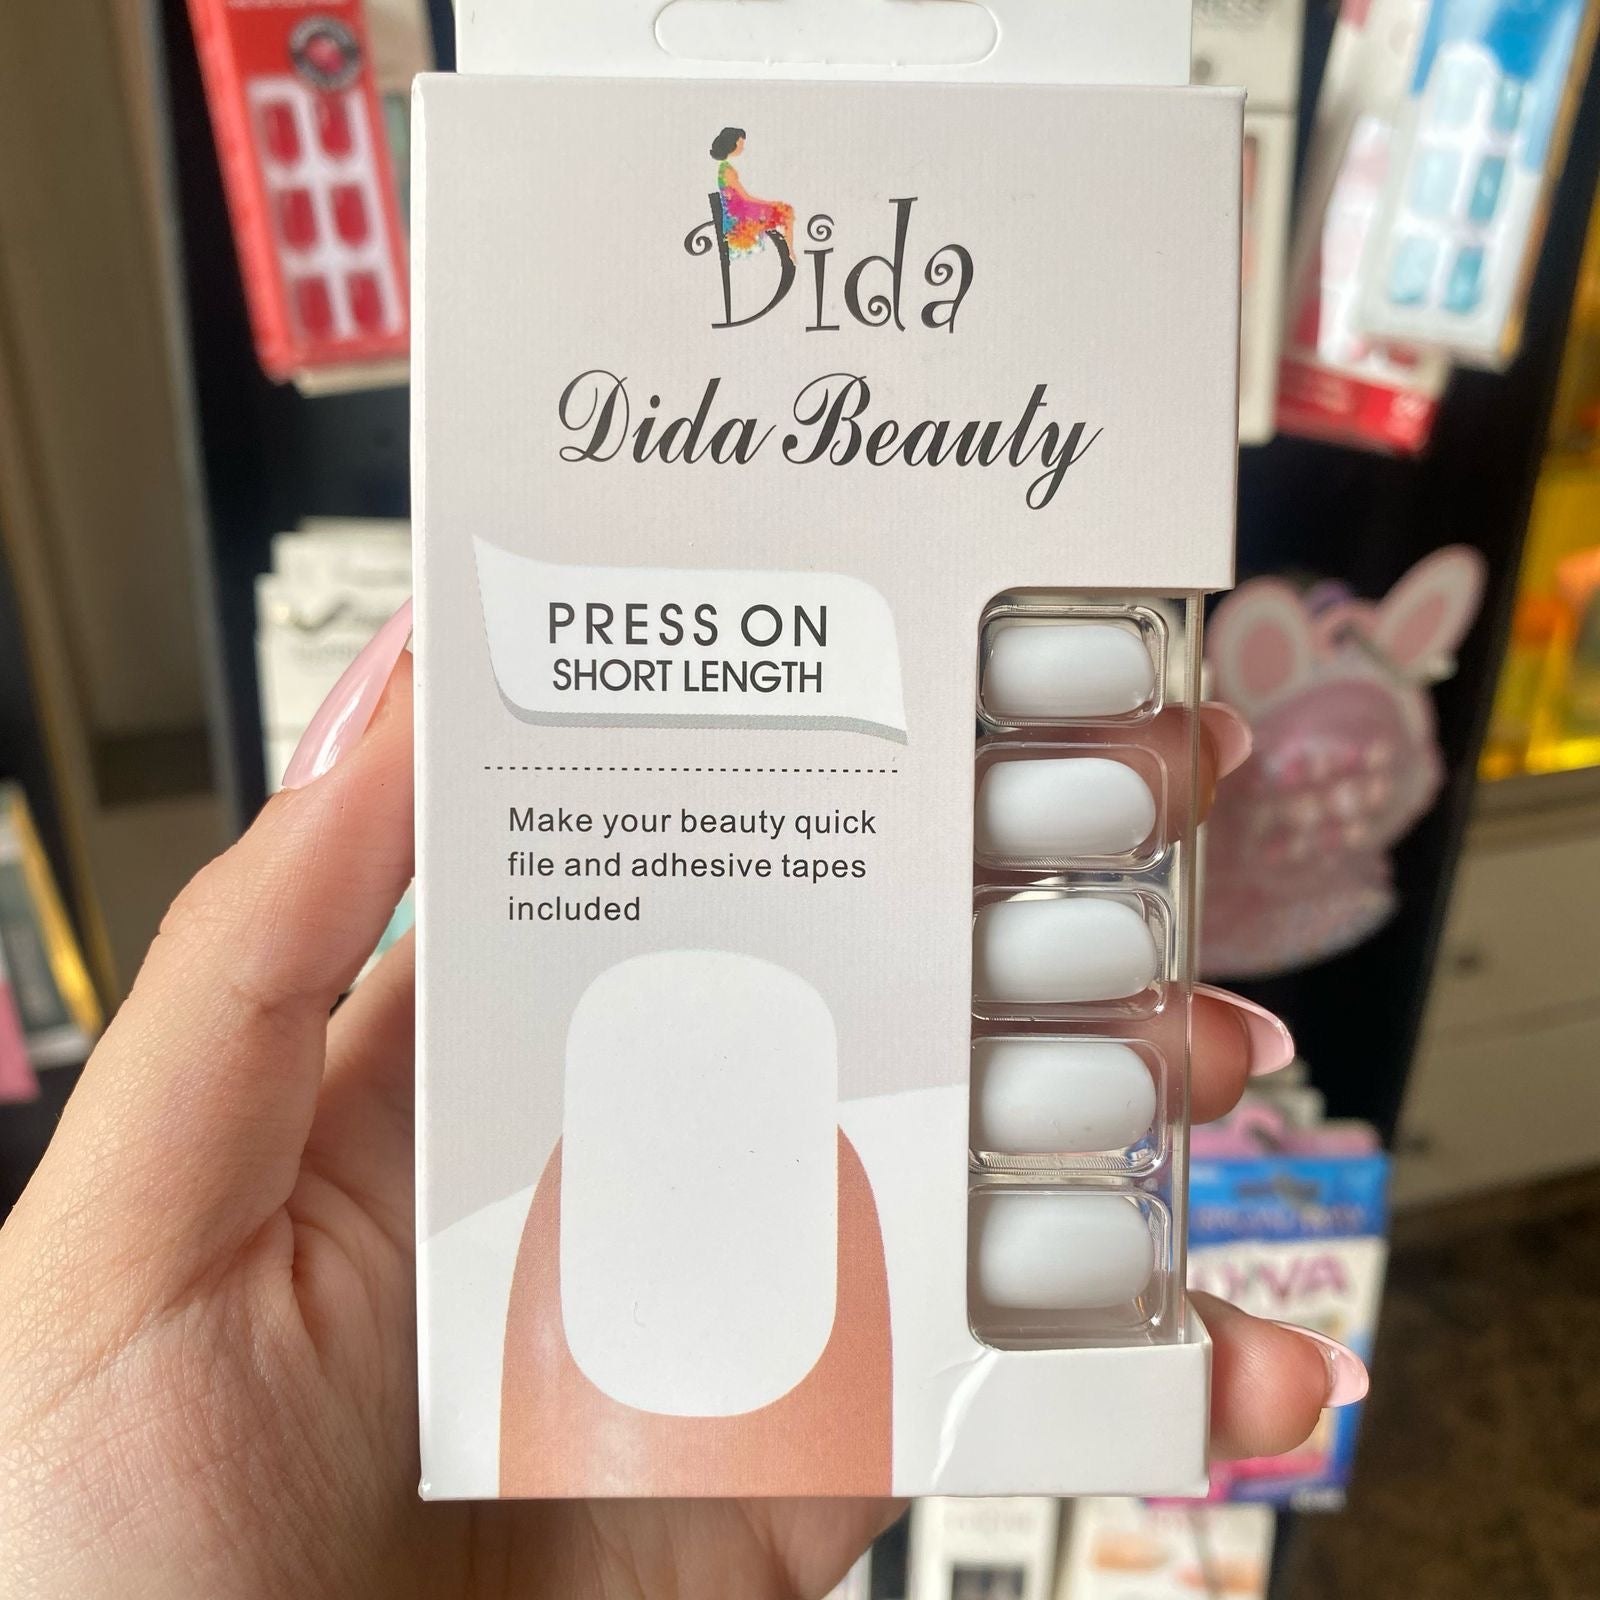 Dida
Dida Beauty
PRESS ON
SHORT LENGTH
Make your beauty quick
file and adhesive tapes
included